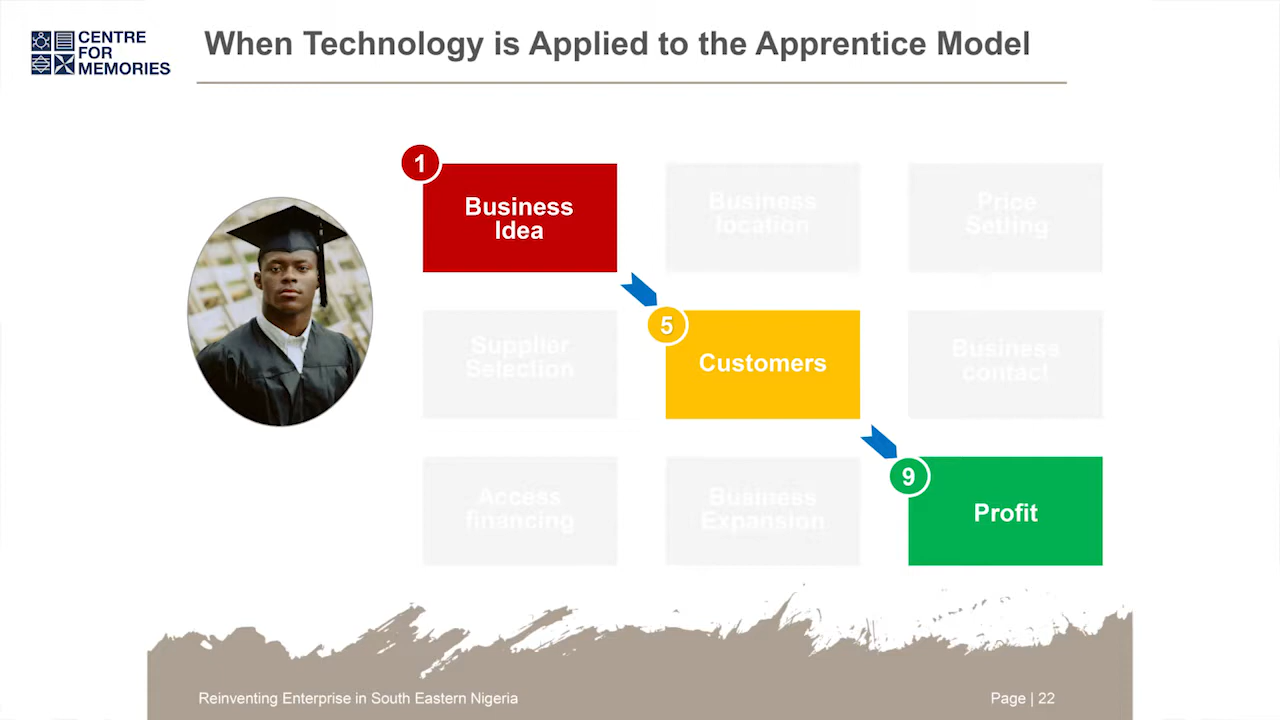 CENTRE
FOR
MEMORIES
When Technology is Applied to the Apprentice Model
1
Business
Idea
Business
location
Price
Setling
Supplier
Selection
5
Customers
Business
contact
Access
financing
Business
Expansion
9
Profit
Reinventing Enterprise in South Eastern Nigeria
Page | 22